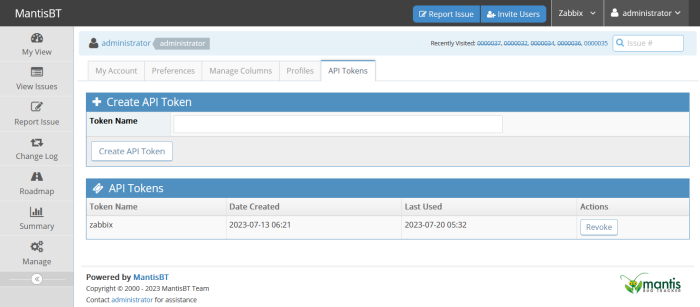 MantisBT
Report Issue
Invite Users
Zabbix
administrator
administrator administrator
Recently Visited: 0000037, 0000032, 0000034, 0000036, 0000035
Issue #
My View
View Issues
Report Issue
Change Log
Roadmap
Summary
Manage
My Account Preferences Manage Columns Profiles API Tokens
Create API Token
Token Name
Create API Token
API Tokens
Token Name Date Created Last Used Actions
zabbix 2023-07-13 06:21 2023-07-20 05:32 Revoke
Powered by MantisBT
Copyright © 2000 - 2023 MantisBT Team
Contact administrator for assistance
mantis
BUG TRACKER